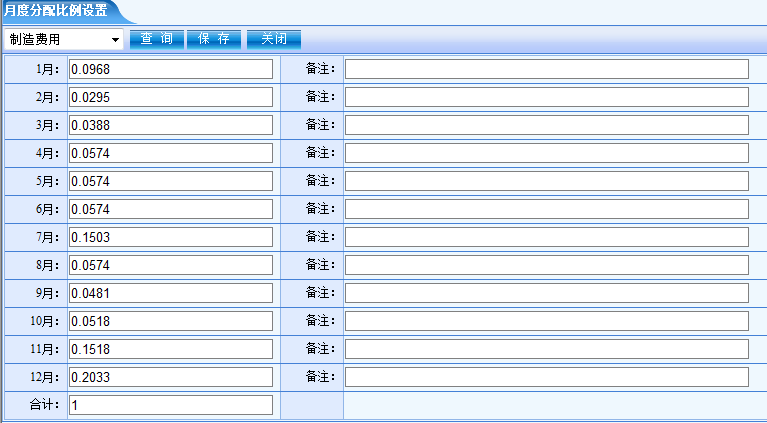 月度分配比例设置
制造费用 查 询 保 存 关闭
1月： 0.0968 备注：
2月： 0.0295 备注：
3月： 0.0388 备注：
4月： 0.0574 备注：
5月： 0.0574 备注：
6月： 0.0574 备注：
7月： 0.1503 备注：
8月： 0.0574 备注：
9月： 0.0481 备注：
10月： 0.0518 备注：
11月： 0.1518 备注：
12月： 0.2033 备注：
合计： 1